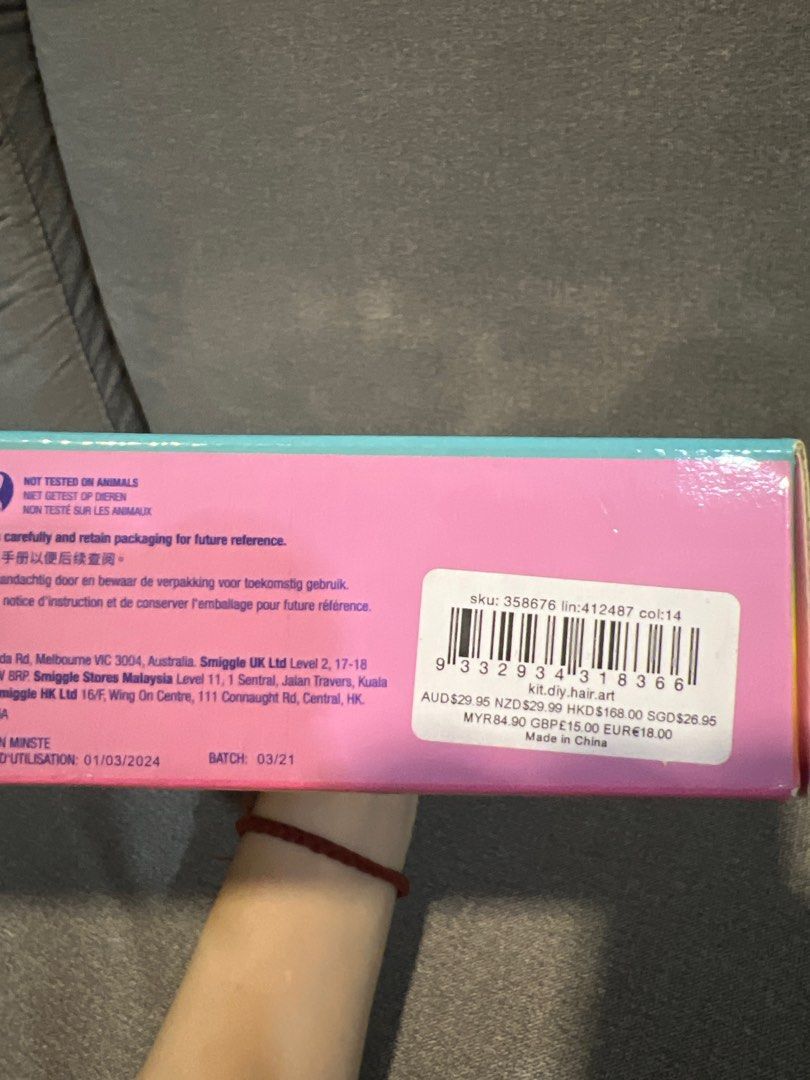 NOT TESTED ON ANIMALS
NIET GETEST OP DIEREN
NON TESTÉ SUR LES ANIMAUX
carefully and retain packaging for future reference.
手册以便后续查阅。
andachtig door en bewaar de verpakking voor toekomstig gebruik.
notice d'instruction et de conserver l'emballage pour future référence.
da Rd, Melbourne VIC 3004, Australia. Smiggle UK Ltd Level 2, 17-18
8RP. Smiggle Stores Malaysia Level 11, 1 Sentral, Jalan Travers, Kuala
miggle HK Ltd 16/F, Wing On Centre, 111 Connaught Rd, Central, HK.
N MINSTE
D'UTILISATION: 01/03/2024 BATCH: 03/21
sku: 358676 lin:412487 col:14
9 332934 318366
kit.diy.hair.art
AUD$29.95 NZD$29.99 HKD$168.00 SGD$26.95
MYR84.90 GBP£15.00 EUR€18.00
Made in China